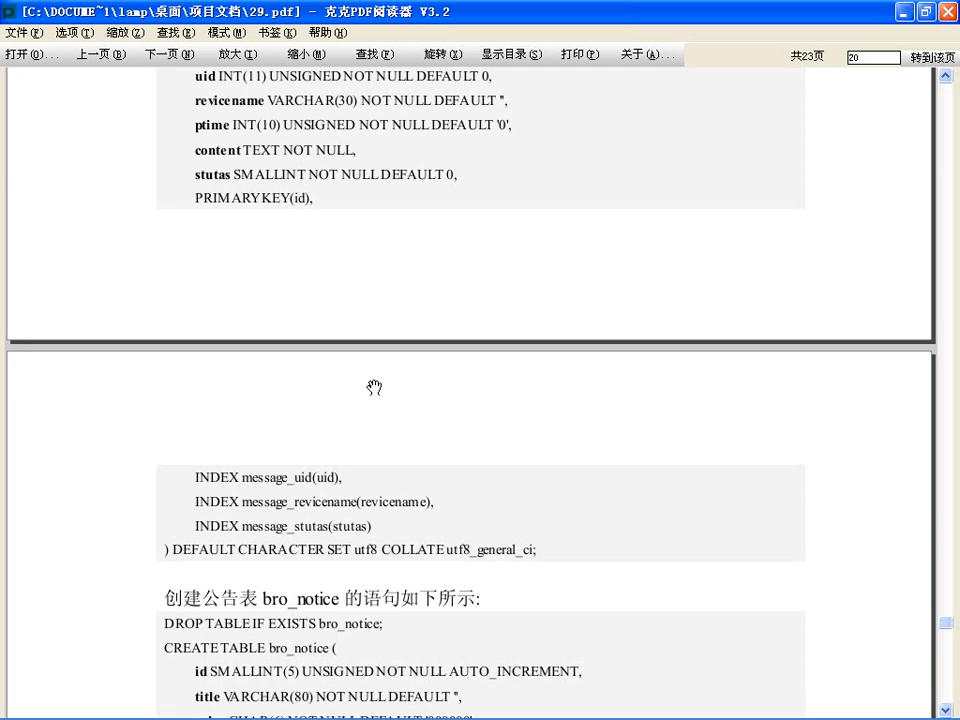 [C:\DOCUME~1\lamp\桌面\项目文档\29.pdf] - 克克PDF阅读器 V3.2
文件(F) 选项(T) 缩放(Z) 查找(E) 模式(M) 书签(K) 帮助(H)
打开(O)... 上一页(B) 下一页(N) 放大(I) 缩小(M) 查找(F) 旋转(X) 显示目录(S) 打印(P) 关于(A)... 共23页 20 转到该页
uid INT(11) UNSIGNED NOT NULL DEFAULT 0,
revicename VARCHAR(30) NOT NULL DEFAULT '',
ptime INT(10) UNSIGNED NOT NULL DEFAULT '0',
content TEXT NOT NULL,
stutas SMALLINT NOT NULL DEFAULT 0,
PRIMARY KEY(id),
INDEX message_uid(uid),
INDEX message_revicename(revicename),
INDEX message_stutas(stutas)
) DEFAULT CHARACTER SET utf8 COLLATE utf8_general_ci;
创建公告表 bro_notice 的语句如下所示:
DROP TABLE IF EXISTS bro_notice;
CREATE TABLE bro_notice (
id SMALLINT(5) UNSIGNED NOT NULL AUTO_INCREMENT,
title VARCHAR(80) NOT NULL DEFAULT '',